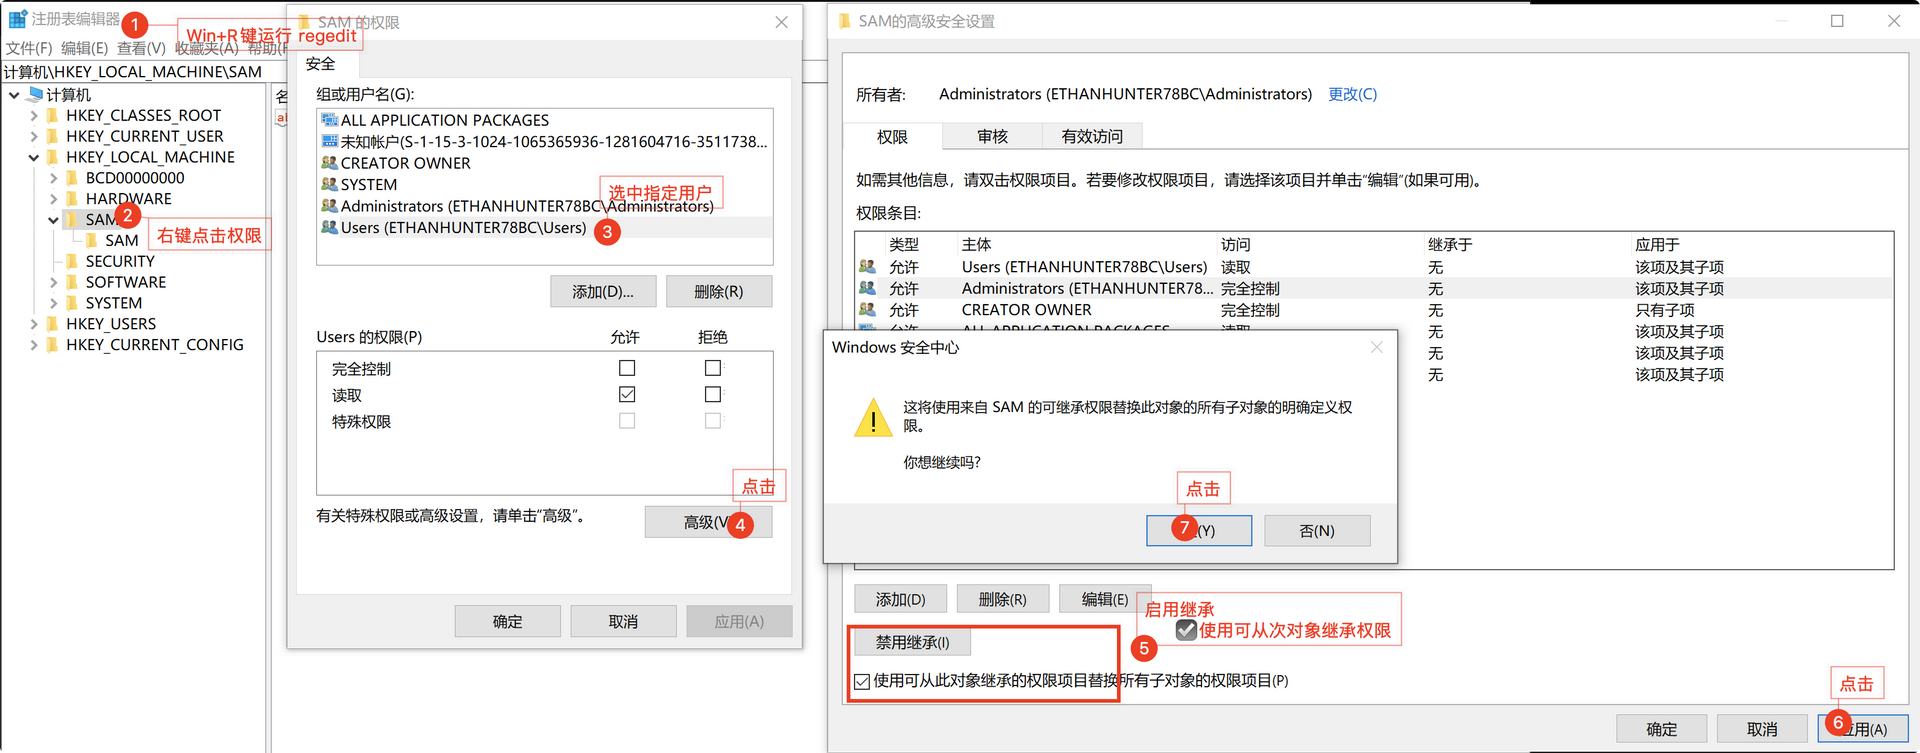 注册表编辑器
1
Win+R键运行 regedit
文件(F) 编辑(E) 查看(V) 收藏夹(A) 帮助(
计算机\HKEY_LOCAL_MACHINE\SAM
计算机
HKEY_CLASSES_ROOT
HKEY_CURRENT_USER
HKEY_LOCAL_MACHINE
BCD00000000
HARDWARE
SAM
2
右键点击权限
SAM
SECURITY
SOFTWARE
SYSTEM
HKEY_USERS
HKEY_CURRENT_CONFIG
名
ab
SAM 的权限
安全
组或用户名(G):
ALL APPLICATION PACKAGES
未知帐户(S-1-15-3-1024-1065365936-1281604716-3511738...
CREATOR OWNER
SYSTEM
选中指定用户
Administrators (ETHANHUNTER78BC\Administrators)
Users (ETHANHUNTER78BC\Users)
3
添加(D)...
删除(R)
Users 的权限(P)
允许
拒绝
完全控制
读取
特殊权限
点击
有关特殊权限或高级设置，请单击“高级”。
高级(V
4
确定
取消
应用(A)
SAM的高级安全设置
所有者:
Administrators (ETHANHUNTER78BC\Administrators)
更改(C)
权限
审核
有效访问
如需其他信息，请双击权限项目。若要修改权限项目，请选择该项目并单击“编辑”(如果可用)。
权限条目:
类型 主体 访问 继承于 应用于
允许 Users (ETHANHUNTER78BC\Users) 读取 无 该项及其子项
允许 Administrators (ETHANHUNTER78... 完全控制 无 该项及其子项
允许 CREATOR OWNER 完全控制 无 只有子项
允许 ALL APPLICATION PACKAGES 读取 无 该项及其子项
无 该项及其子项
无 该项及其子项
Windows 安全中心
这将使用来自 SAM 的可继承权限替换此对象的所有子对象的明确定义权
限。
你想继续吗?
点击
7
(Y)
否(N)
添加(D)
删除(R)
编辑(E)
启用继承
使用可从次对象继承权限
5
禁用继承(I)
使用可从此对象继承的权限项目替换所有子对象的权限项目(P)
点击
确定
取消
6
应用(A)